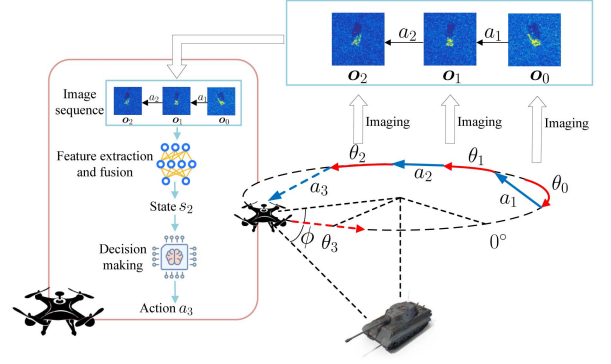 a₂ a₁
o₂ o₁ o₀
Imaging Imaging Imaging
Image
sequence
a₂ a₁
o₂ o₁ o₀
Feature extraction
and fusion
State s₂
Decision
making
Action a₃
θ₂ θ₁ θ₀
a₃ a₂ a₁
ϕ θ₃ 0°